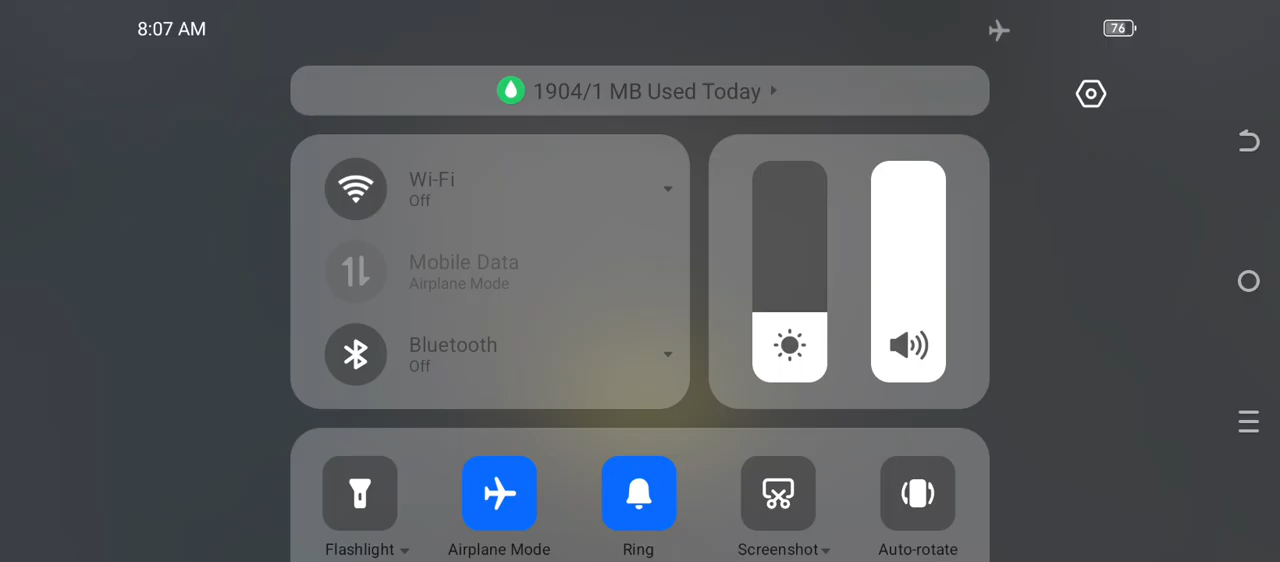 8:07 AM
76
1904/1 MB Used Today
Wi-Fi
Off
Mobile Data
Airplane Mode
Bluetooth
Off
Flashlight
Airplane Mode
Ring
Screenshot
Auto-rotate